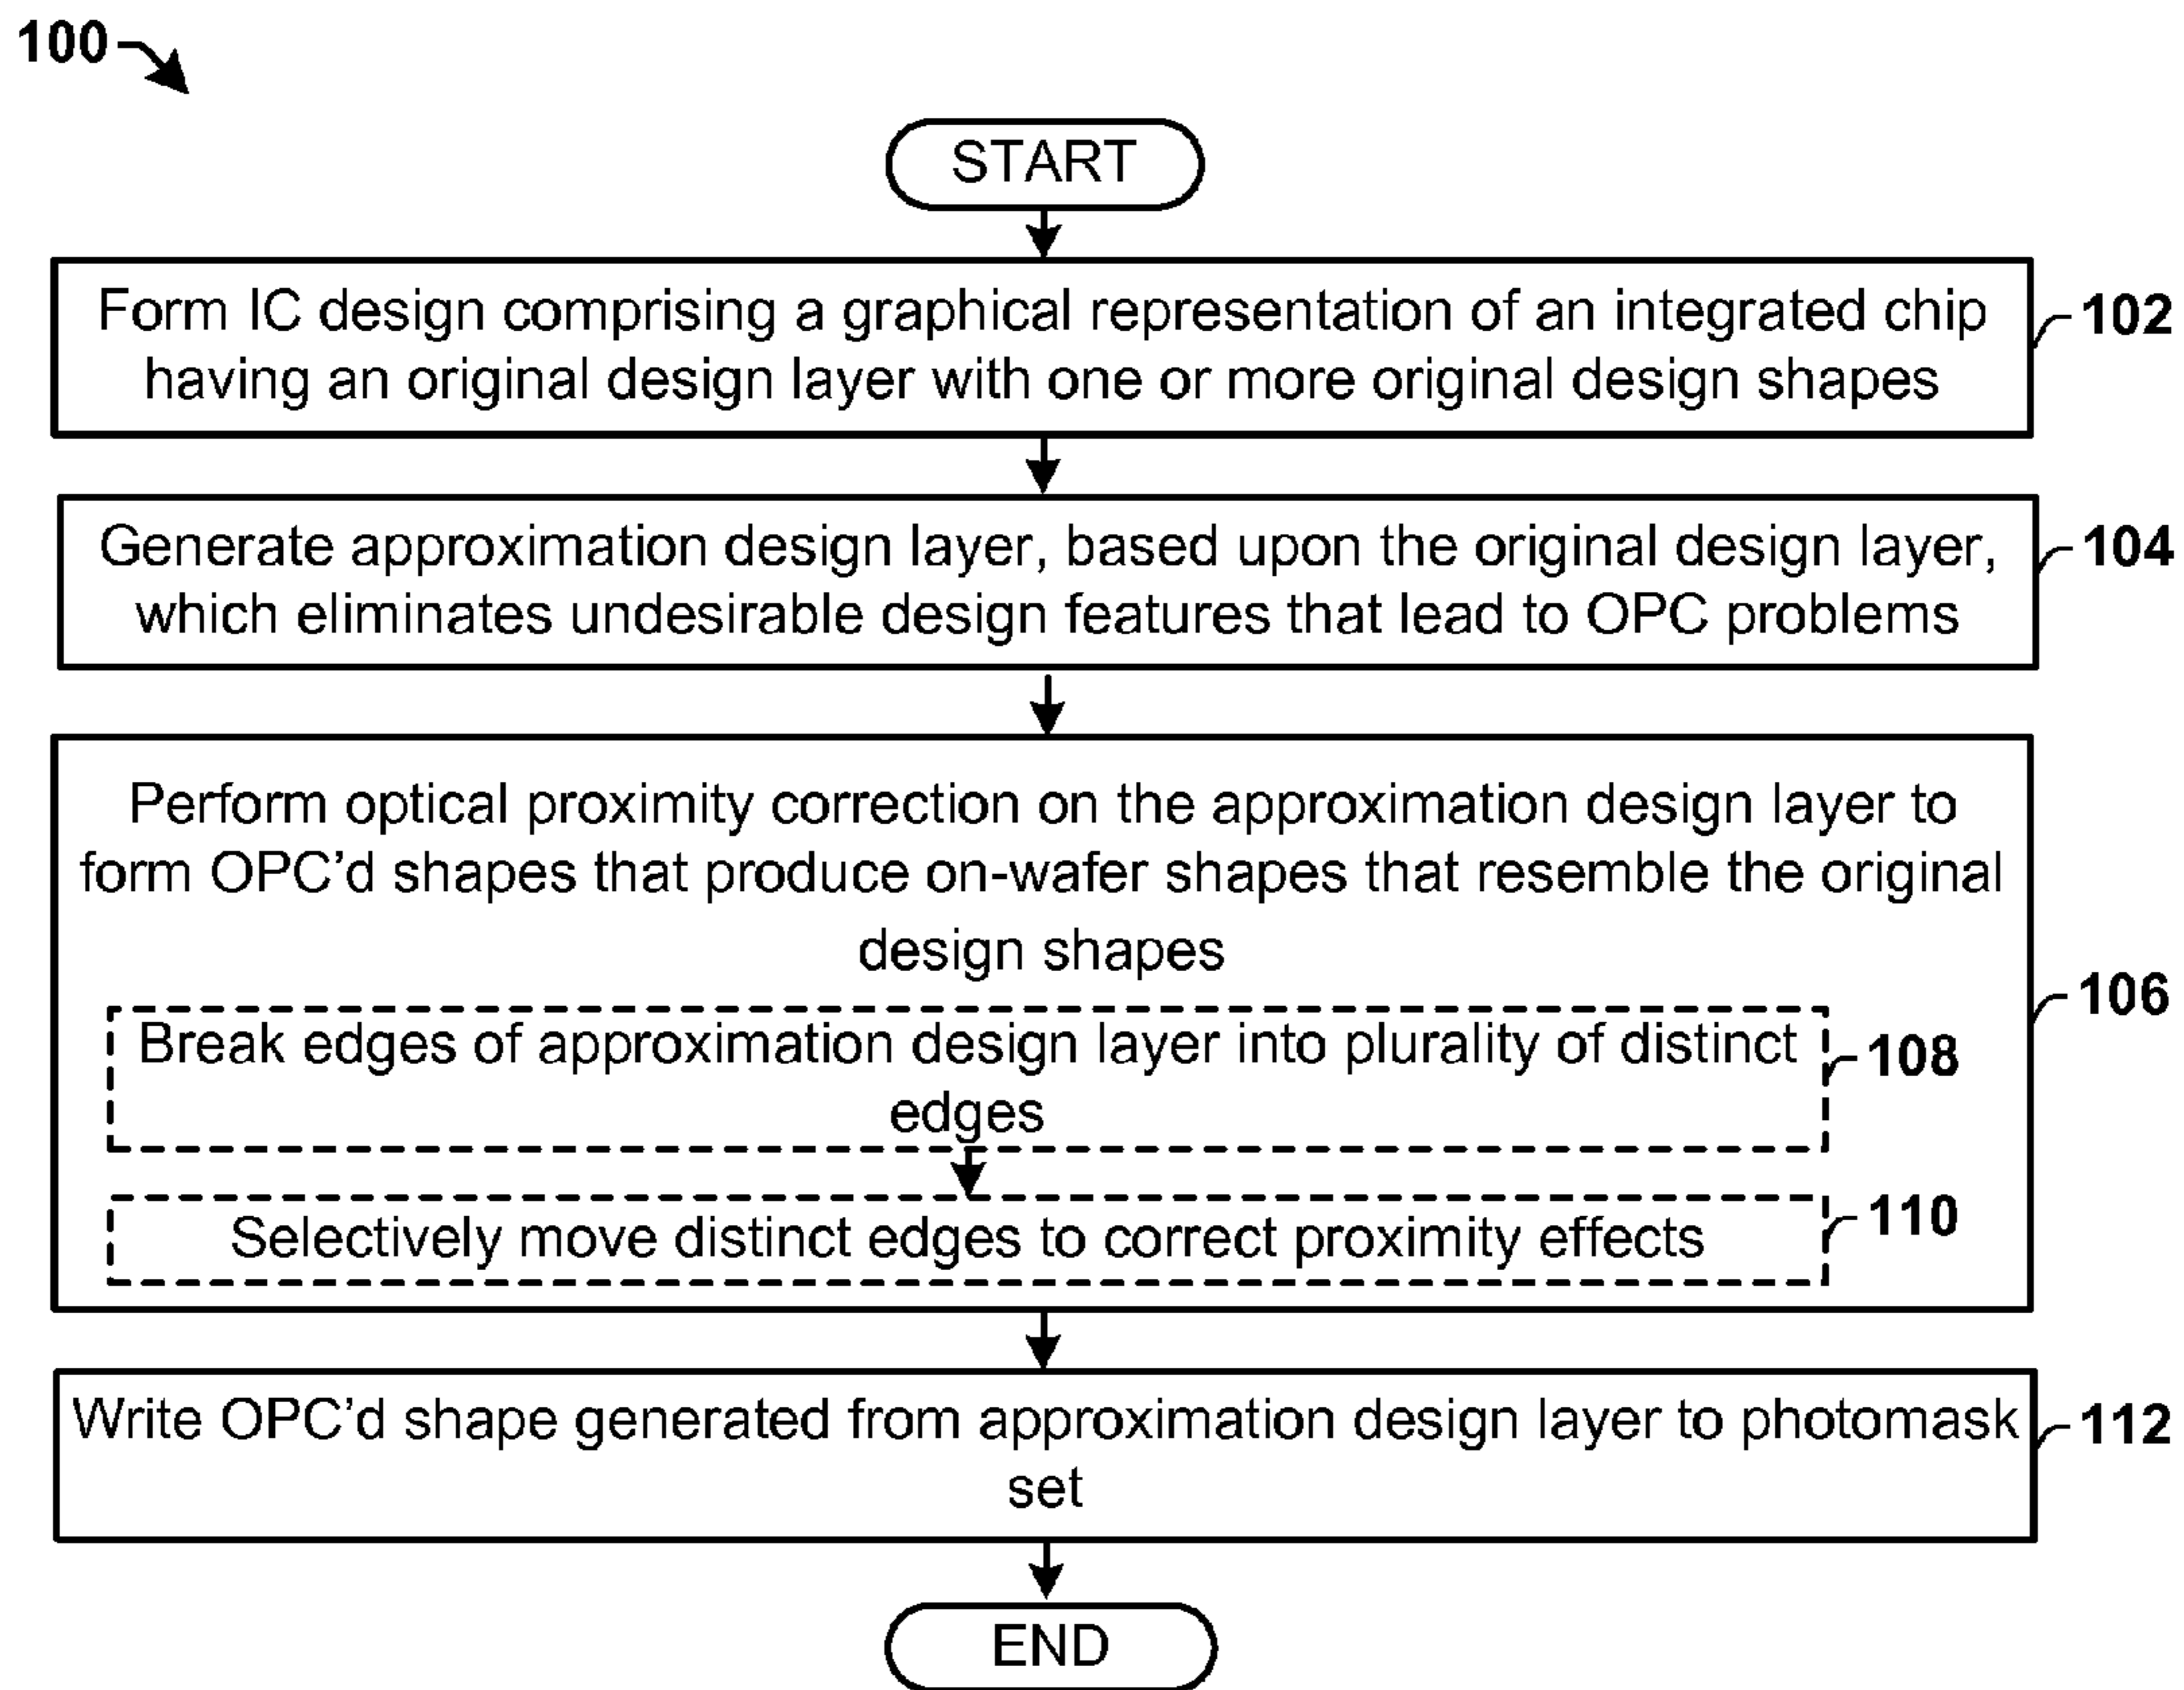 100
START
Form IC design comprising a graphical representation of an integrated chip
having an original design layer with one or more original design shapes
102
Generate approximation design layer, based upon the original design layer,
which eliminates undesirable design features that lead to OPC problems
104
Perform optical proximity correction on the approximation design layer to
form OPC’d shapes that produce on-wafer shapes that resemble the original
design shapes
106
Break edges of approximation design layer into plurality of distinct
edges
108
Selectively move distinct edges to correct proximity effects
110
Write OPC’d shape generated from approximation design layer to photomask
set
112
END